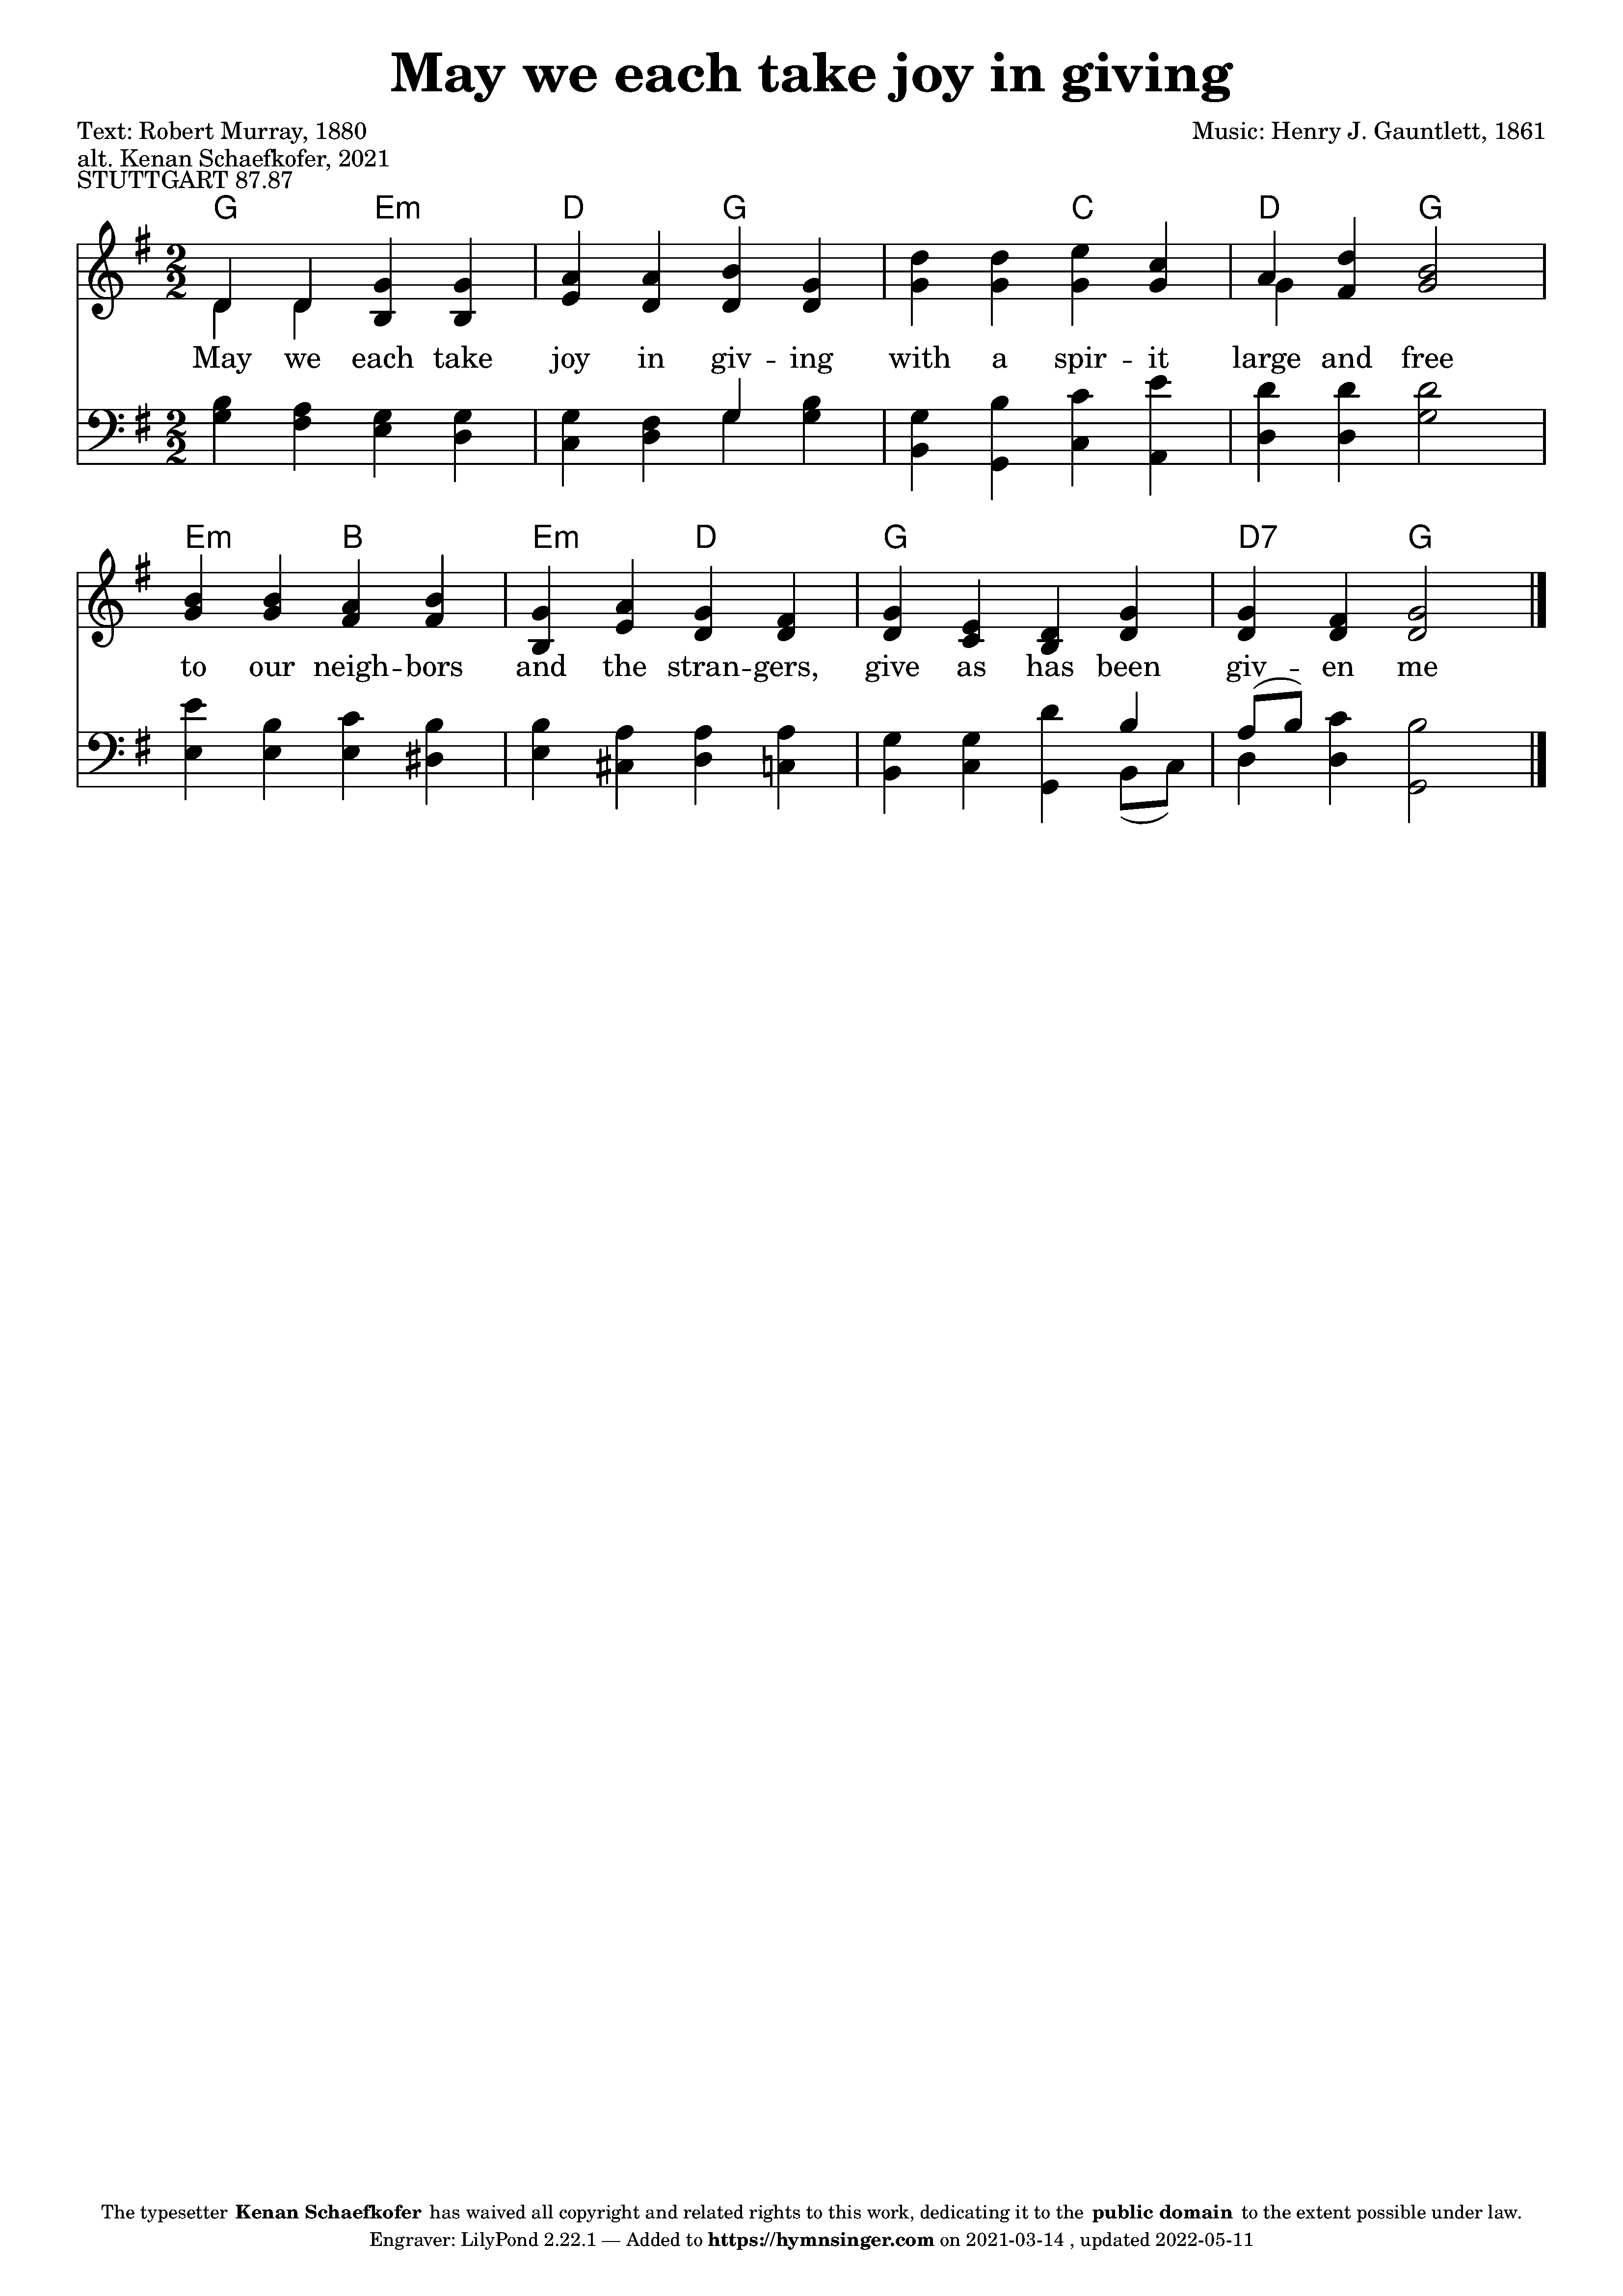 May we each take joy in giving
Text: Robert Murray, 1880 Music: Henry J. Gauntlett, 1861
alt. Kenan Schaefkofer, 2021
STUTTGART 87.87
G Em D G C D G
2 2
May we each take joy in giv -- ing with a spir -- it large and free
2 2
Em B Em D G D7 G
to our neigh -- bors and the stran -- gers, give as has been giv -- en me
The typesetter Kenan Schaefkofer has waived all copyright and related rights to this work, dedicating it to the public domain to the extent possible under law.
Engraver: LilyPond 2.22.1 — Added to https://hymnsinger.com on 2021-03-14 , updated 2022-05-11